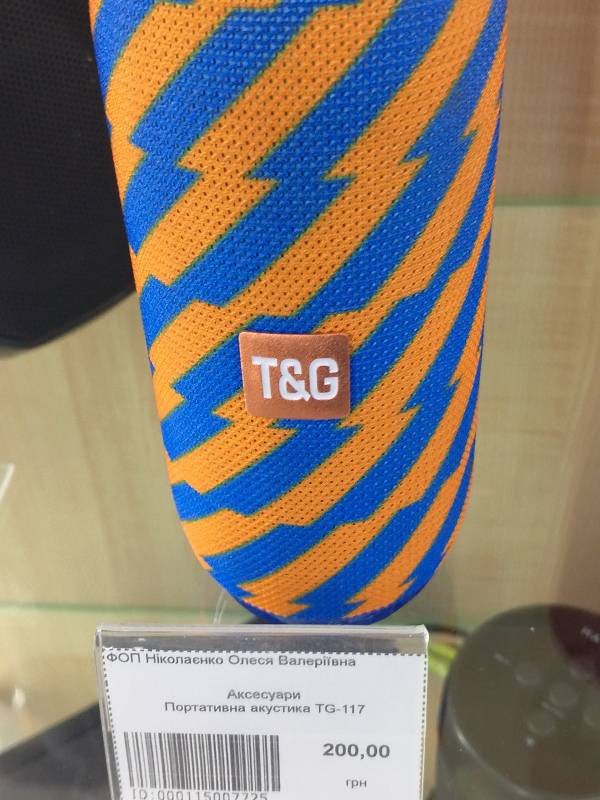 T&G
ФОП Ніколаєнко Олеся Валеріївна
Аксесуари
Портативна акустика TG-117
200,00
грн
ID:000115007725